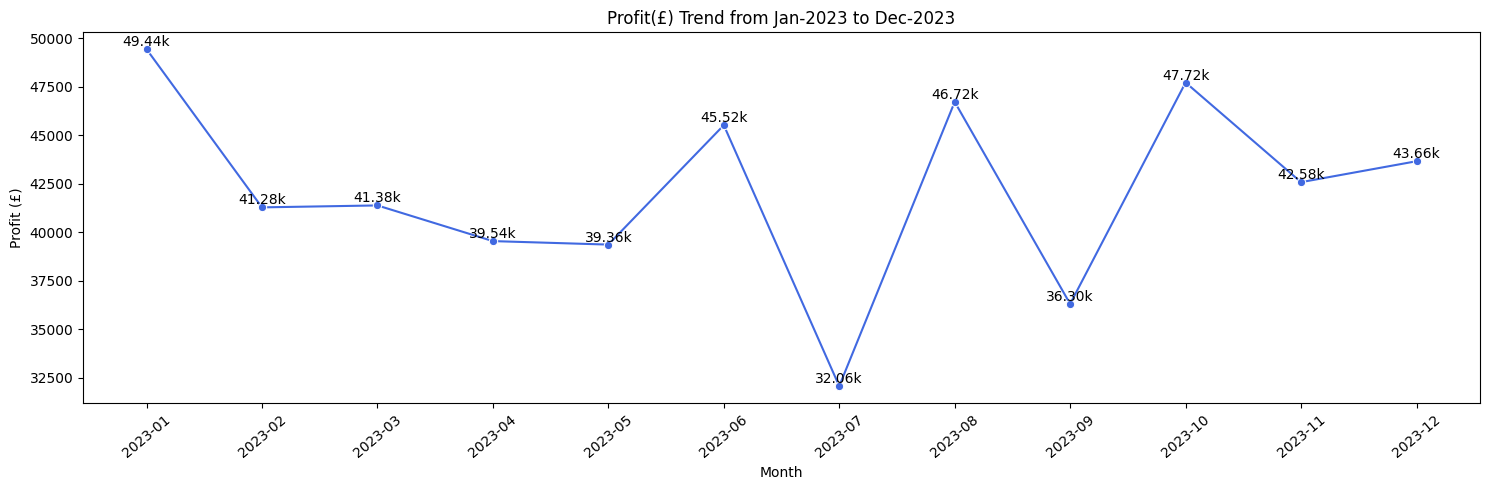 Profit(£) Trend from Jan-2023 to Dec-2023
Profit (£)
50000
47500
45000
42500
40000
37500
35000
32500
49.44k
41.28k
41.38k
39.54k
39.36k
45.52k
32.06k
46.72k
36.30k
47.72k
42.58k
43.66k
2023-01
2023-02
2023-03
2023-04
2023-05
2023-06
2023-07
2023-08
2023-09
2023-10
2023-11
2023-12
Month